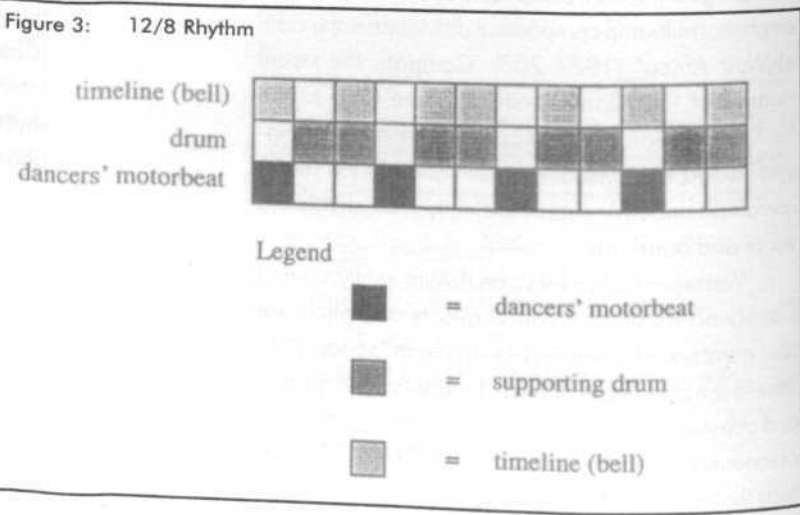 Figure 3: 12/8 Rhythm
timeline (bell)
drum
dancers' motorbeat
Legend
= dancers' motorbeat
= supporting drum
= timeline (bell)